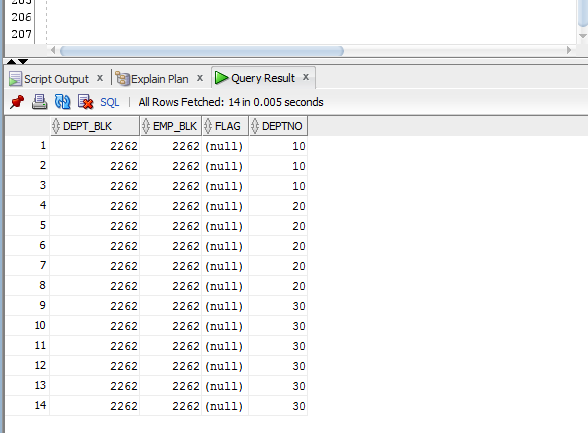 206
207
Script Output x Explain Plan x Query Result x
SQL All Rows Fetched: 14 in 0.005 seconds
DEPT_BLK EMP_BLK FLAG DEPTNO
1 2262 2262 (null) 10
2 2262 2262 (null) 10
3 2262 2262 (null) 10
4 2262 2262 (null) 20
5 2262 2262 (null) 20
6 2262 2262 (null) 20
7 2262 2262 (null) 20
8 2262 2262 (null) 20
9 2262 2262 (null) 30
10 2262 2262 (null) 30
11 2262 2262 (null) 30
12 2262 2262 (null) 30
13 2262 2262 (null) 30
14 2262 2262 (null) 30